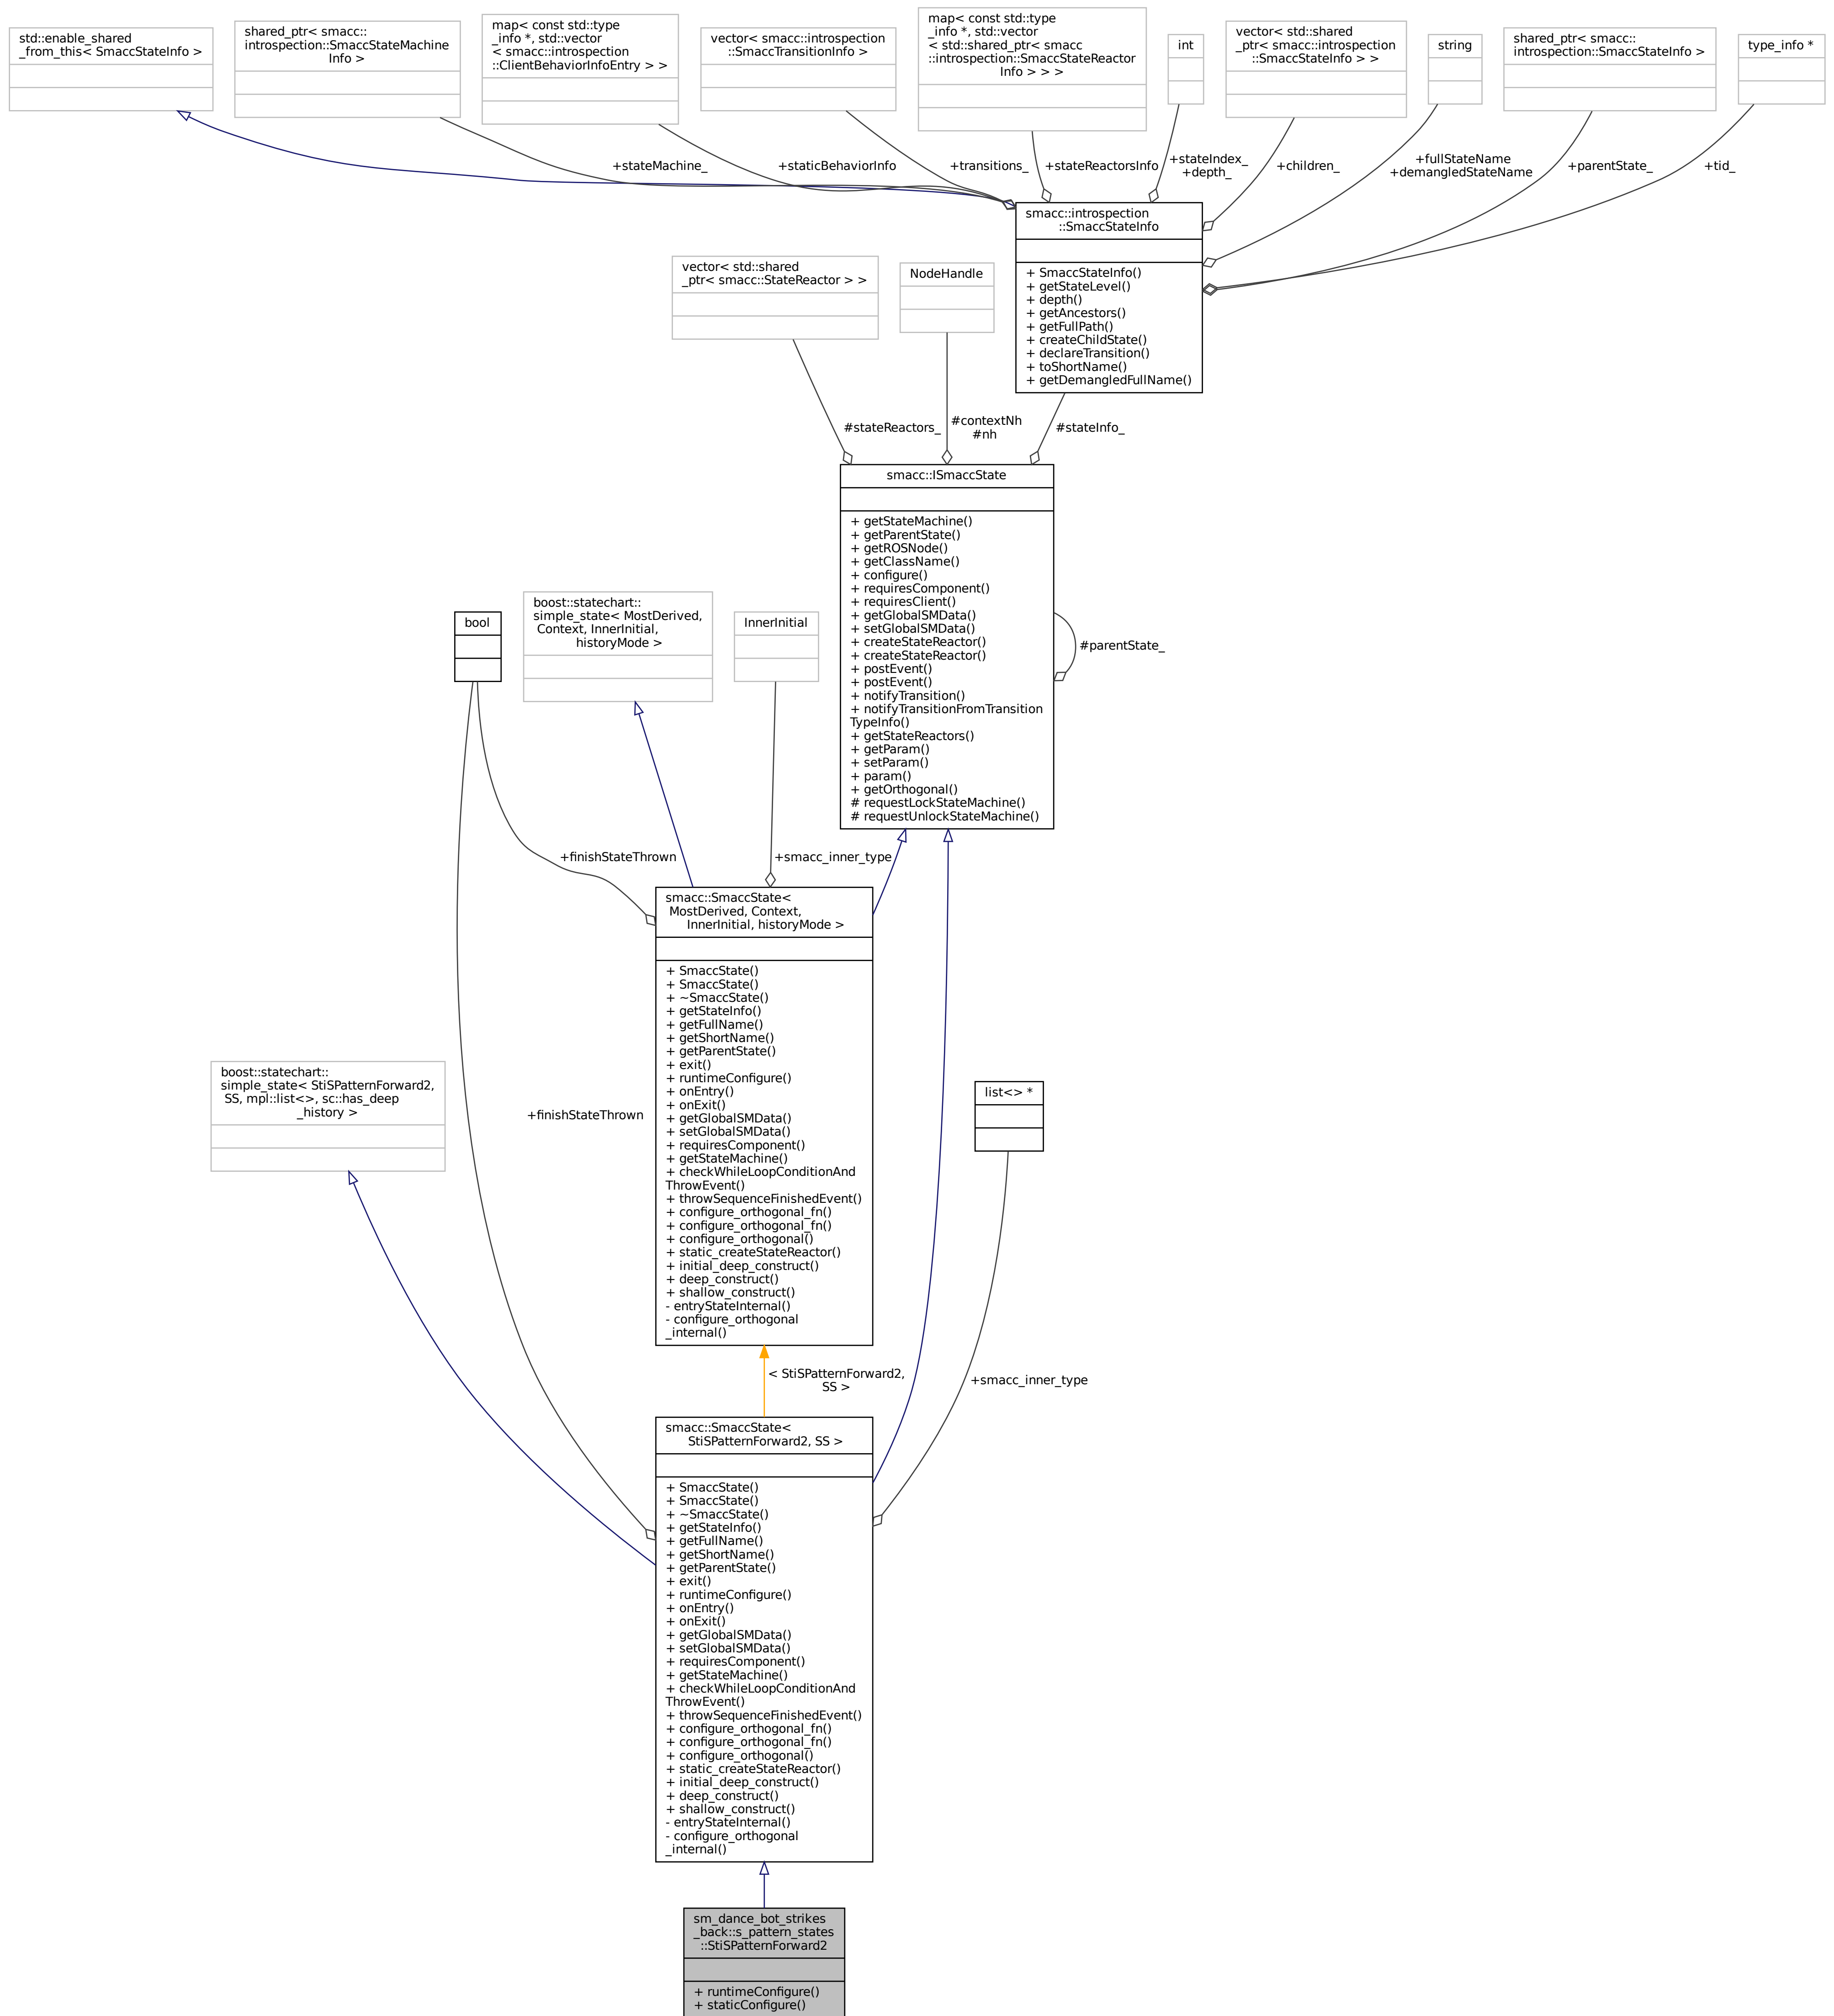 std::enable_shared
_from_this< SmaccStateInfo >
shared_ptr< smacc::
introspection::SmaccStateMachine
Info >
map< const std::type
_info *, std::vector
< smacc::introspection
::ClientBehaviorInfoEntry > >
vector< smacc::introspection
::SmaccTransitionInfo >
map< const std::type
_info *, std::vector
< std::shared_ptr< smacc
::introspection::SmaccStateReactor
Info > > >
int
vector< std::shared
_ptr< smacc::introspection
::SmaccStateInfo > >
string
shared_ptr< smacc::
introspection::SmaccStateInfo >
type_info *
+stateMachine_
+staticBehaviorInfo
+transitions_
+stateReactorsInfo
+stateIndex_
+depth_
+children_
+fullStateName
+demangledStateName
+parentState_
+tid_
smacc::introspection
::SmaccStateInfo
+ SmaccStateInfo()
+ getStateLevel()
+ depth()
+ getAncestors()
+ getFullPath()
+ createChildState()
+ declareTransition()
+ toShortName()
+ getDemangledFullName()
vector< std::shared
_ptr< smacc::StateReactor > >
NodeHandle
#stateReactors_
#contextNh
#nh
#stateInfo_
smacc::ISmaccState
+ getStateMachine()
+ getParentState()
+ getROSNode()
+ getClassName()
+ configure()
+ requiresComponent()
+ requiresClient()
+ getGlobalSMData()
+ setGlobalSMData()
+ createStateReactor()
+ createStateReactor()
+ postEvent()
+ postEvent()
+ notifyTransition()
+ notifyTransitionFromTransition
TypeInfo()
+ getStateReactors()
+ getParam()
+ setParam()
+ param()
+ getOrthogonal()
# requestLockStateMachine()
# requestUnlockStateMachine()
#parentState_
bool
boost::statechart::
simple_state< MostDerived,
Context, InnerInitial,
historyMode >
InnerInitial
+finishStateThrown
+smacc_inner_type
smacc::SmaccState<
MostDerived, Context,
InnerInitial, historyMode >
+ SmaccState()
+ SmaccState()
+ ~SmaccState()
+ getStateInfo()
+ getFullName()
+ getShortName()
+ getParentState()
+ exit()
+ runtimeConfigure()
+ onEntry()
+ onExit()
+ getGlobalSMData()
+ setGlobalSMData()
+ requiresComponent()
+ getStateMachine()
+ checkWhileLoopConditionAnd
ThrowEvent()
+ throwSequenceFinishedEvent()
+ configure_orthogonal_fn()
+ configure_orthogonal_fn()
+ configure_orthogonal()
+ static_createStateReactor()
+ initial_deep_construct()
+ deep_construct()
+ shallow_construct()
- entryStateInternal()
- configure_orthogonal
_internal()
boost::statechart::
simple_state< StiSPatternForward2,
SS, mpl::list<>, sc::has_deep
_history >
+finishStateThrown
list<> *
< StiSPatternForward2,
SS >
+smacc_inner_type
smacc::SmaccState<
StiSPatternForward2, SS >
+ SmaccState()
+ SmaccState()
+ ~SmaccState()
+ getStateInfo()
+ getFullName()
+ getShortName()
+ getParentState()
+ exit()
+ runtimeConfigure()
+ onEntry()
+ onExit()
+ getGlobalSMData()
+ setGlobalSMData()
+ requiresComponent()
+ getStateMachine()
+ checkWhileLoopConditionAnd
ThrowEvent()
+ throwSequenceFinishedEvent()
+ configure_orthogonal_fn()
+ configure_orthogonal_fn()
+ configure_orthogonal()
+ static_createStateReactor()
+ initial_deep_construct()
+ deep_construct()
+ shallow_construct()
- entryStateInternal()
- configure_orthogonal
_internal()
sm_dance_bot_strikes
_back::s_pattern_states
::StiSPatternForward2
+ runtimeConfigure()
+ staticConfigure()